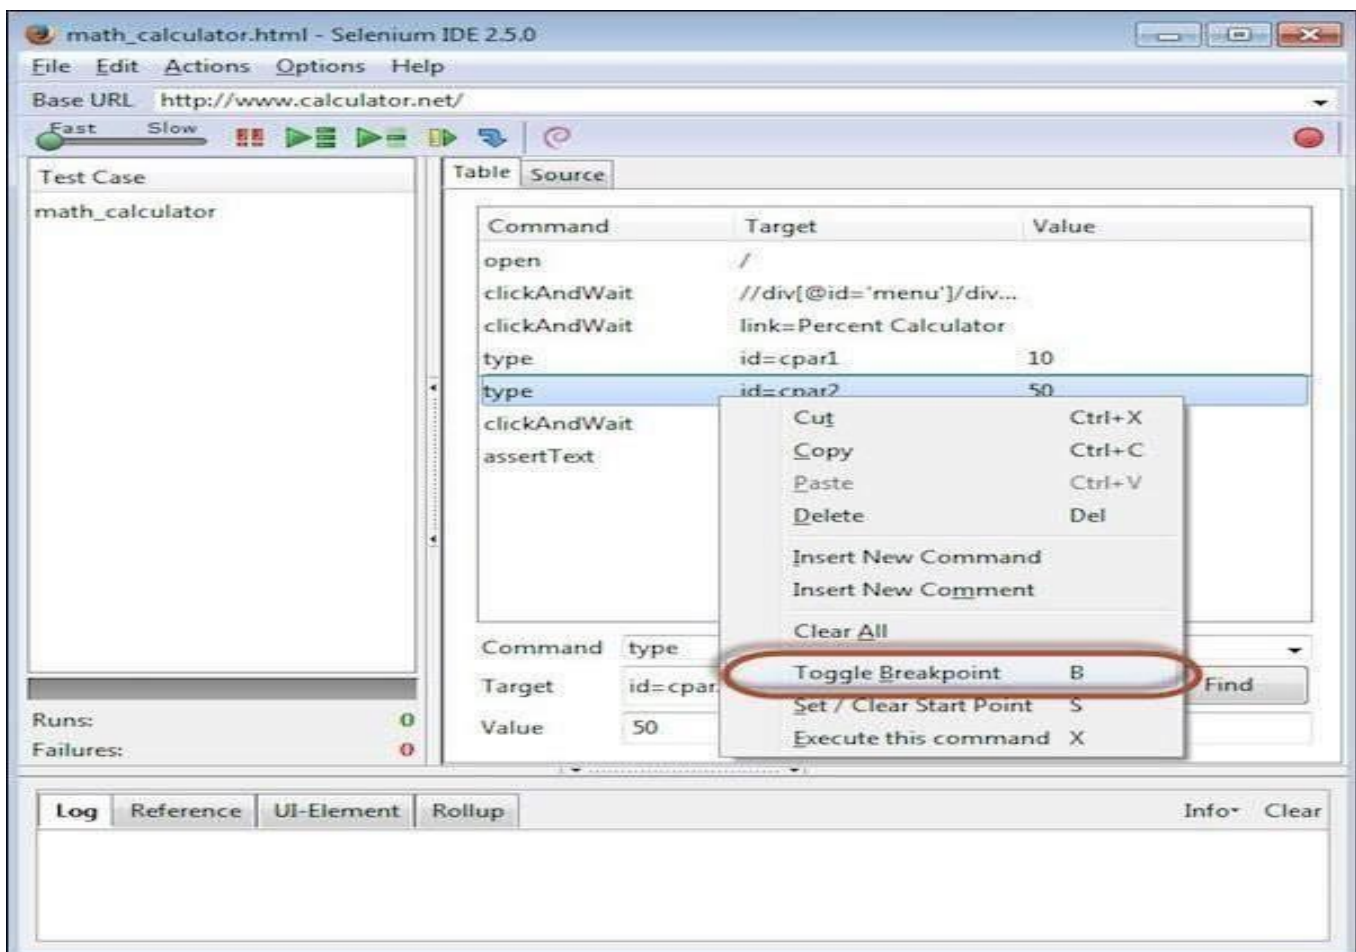 math_calculator.html - Selenium IDE 2.5.0
File Edit Actions Options Help
Base URL http://www.calculator.net/
Fast Slow
Test Case
math_calculator
Table Source
Command Target Value
open /
clickAndWait //div[@id='menu']/div...
clickAndWait link=Percent Calculator
type id=cpar1 10
type id=cpar2 50
clickAndWait
assertText
Cut Ctrl+X
Copy Ctrl+C
Paste Ctrl+V
Delete Del
Insert New Command
Insert New Comment
Clear All
Toggle Breakpoint B
Set / Clear Start Point S
Execute this command X
Command type
Target id=cpar
Find
Value 50
Runs: 0
Failures: 0
Log Reference UI-Element Rollup Info Clear